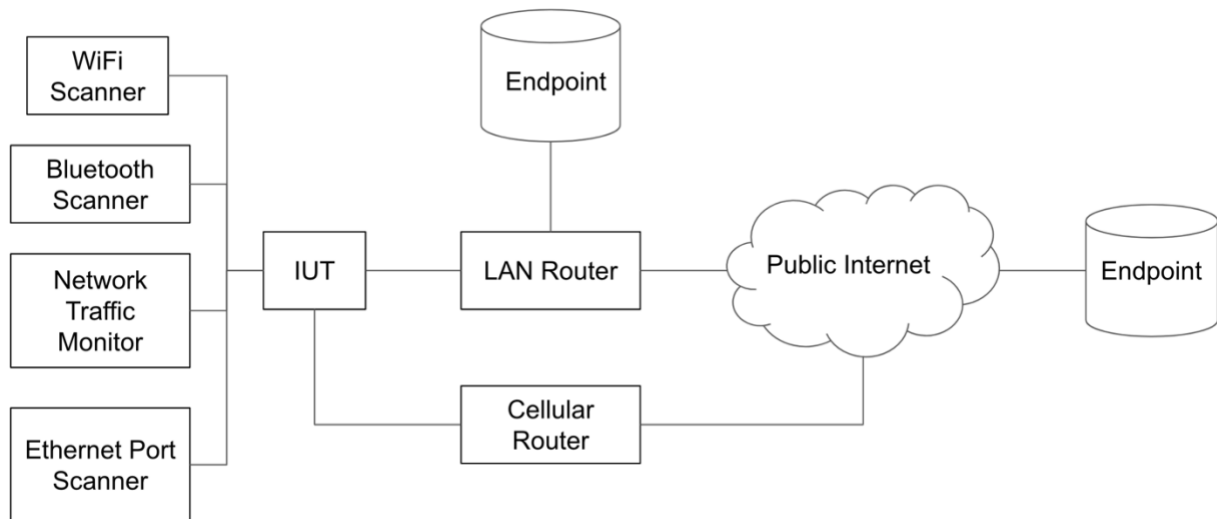 WiFi
Scanner
Bluetooth
Scanner
Network
Traffic
Monitor
Ethernet Port
Scanner
IUT
Endpoint
LAN Router
Cellular
Router
Public Internet
Endpoint